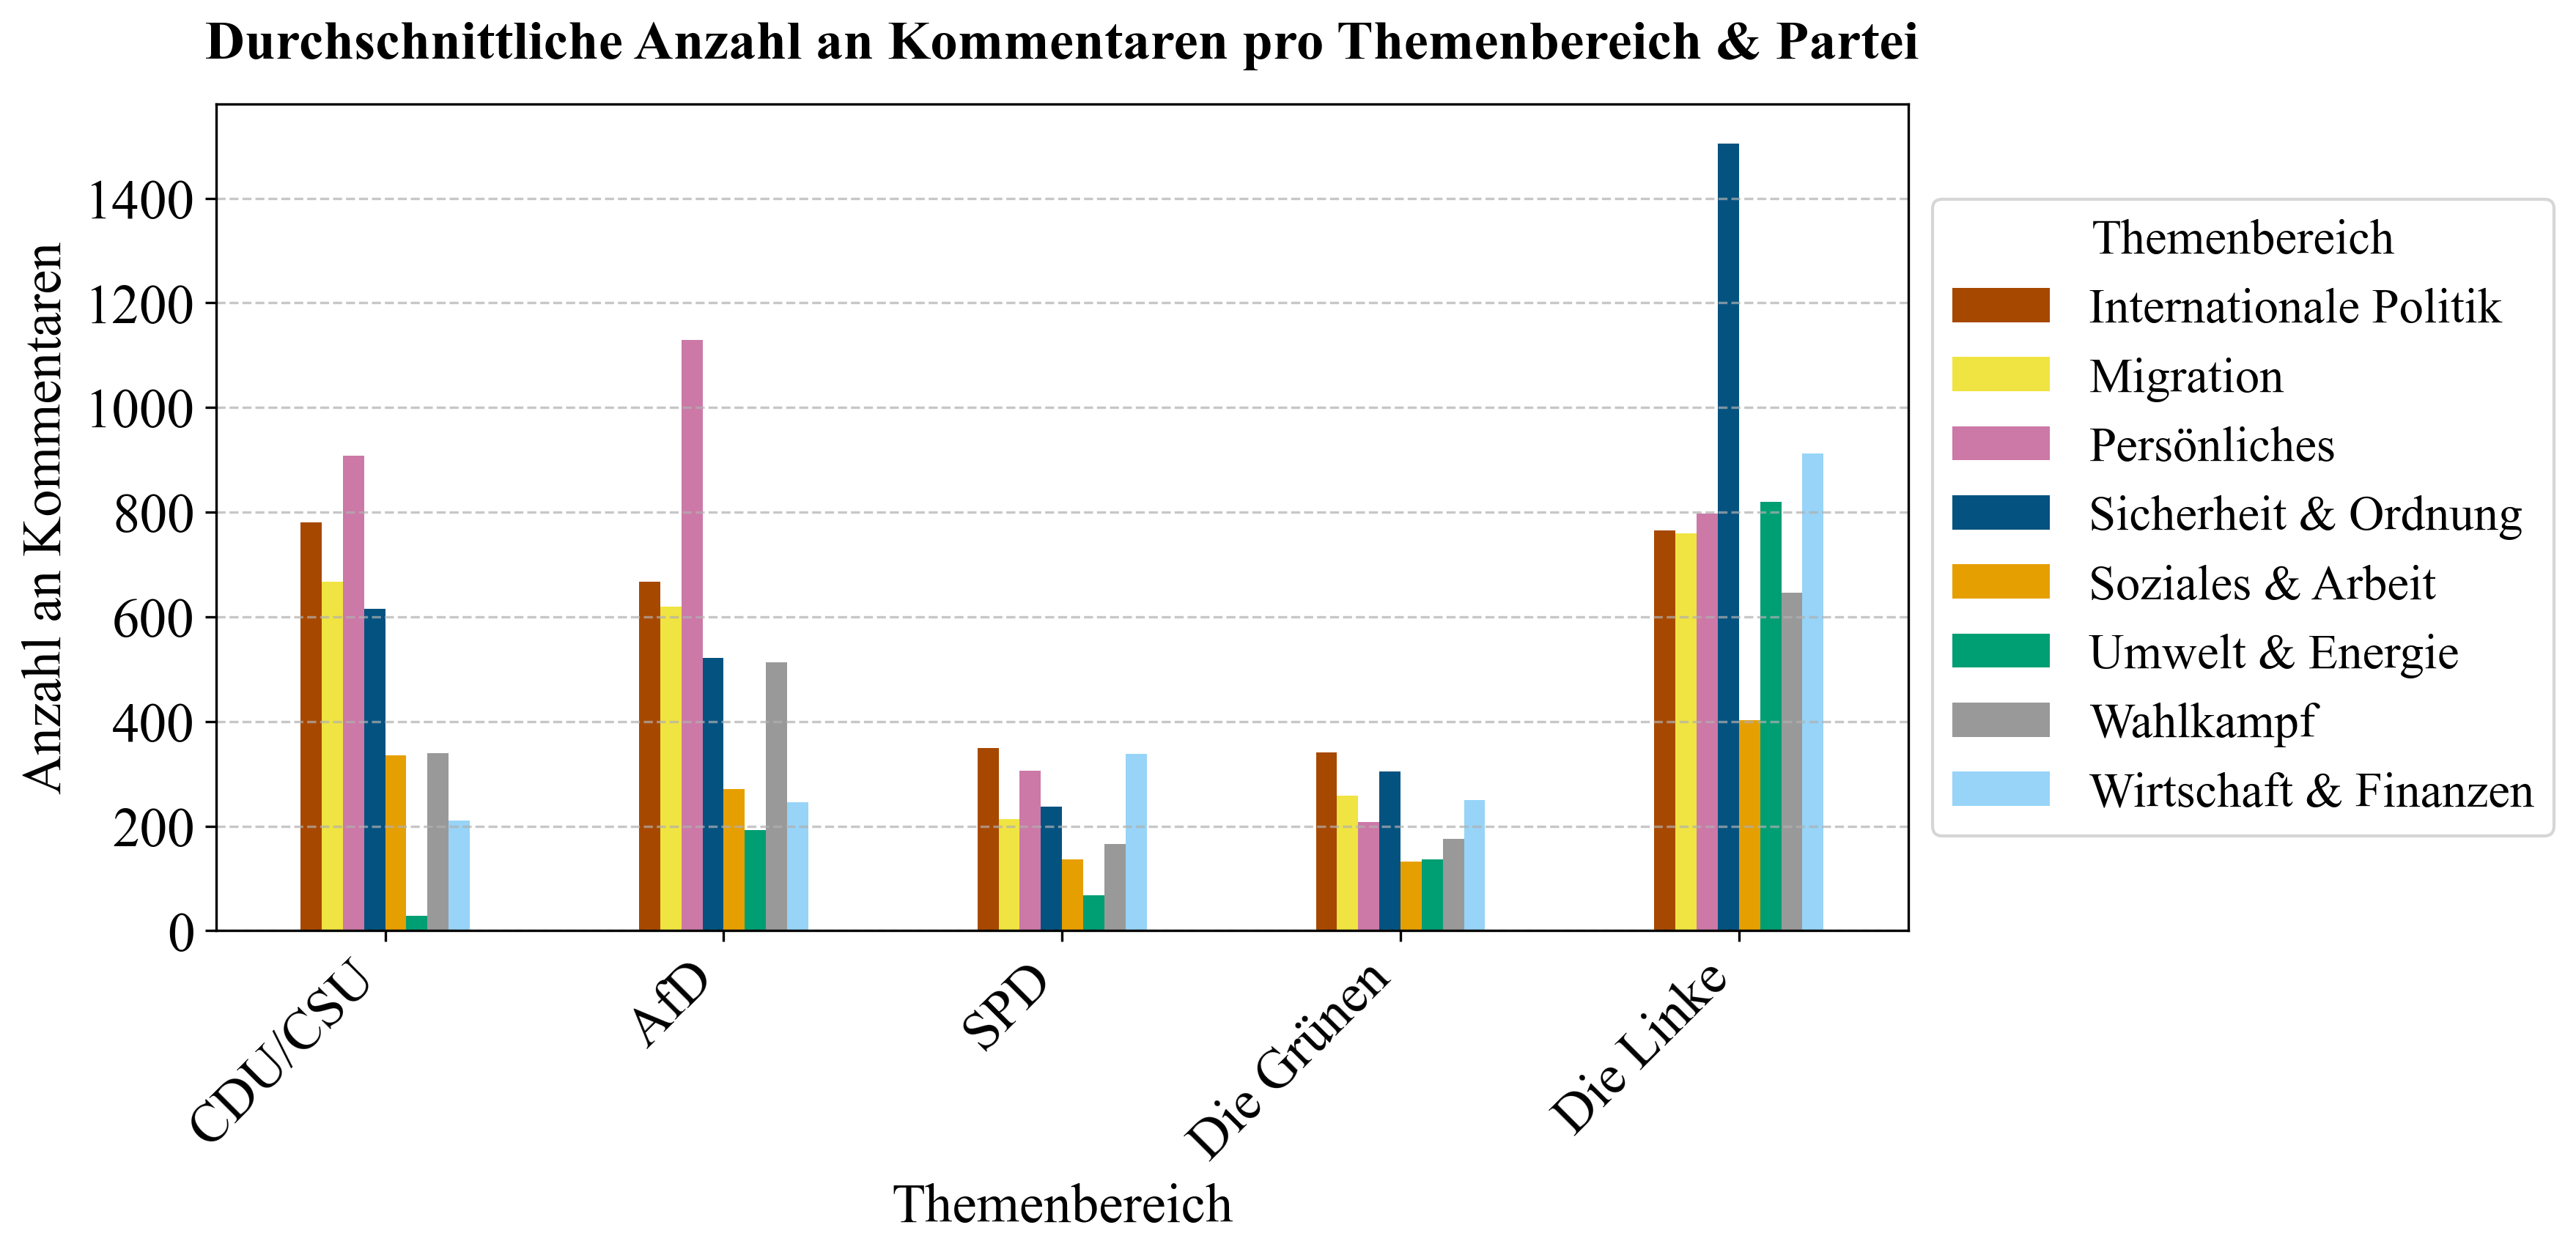 Durchschnittliche Anzahl an Kommentaren pro Themenbereich & Partei
Anzahl an Kommentaren
1400
1200
1000
800
600
400
200
0
CDU/CSU
AfD
SPD
Die Grünen
Die Linke
Themenbereich
Themenbereich
Internationale Politik
Migration
Persönliches
Sicherheit & Ordnung
Soziales & Arbeit
Umwelt & Energie
Wahlkampf
Wirtschaft & Finanzen